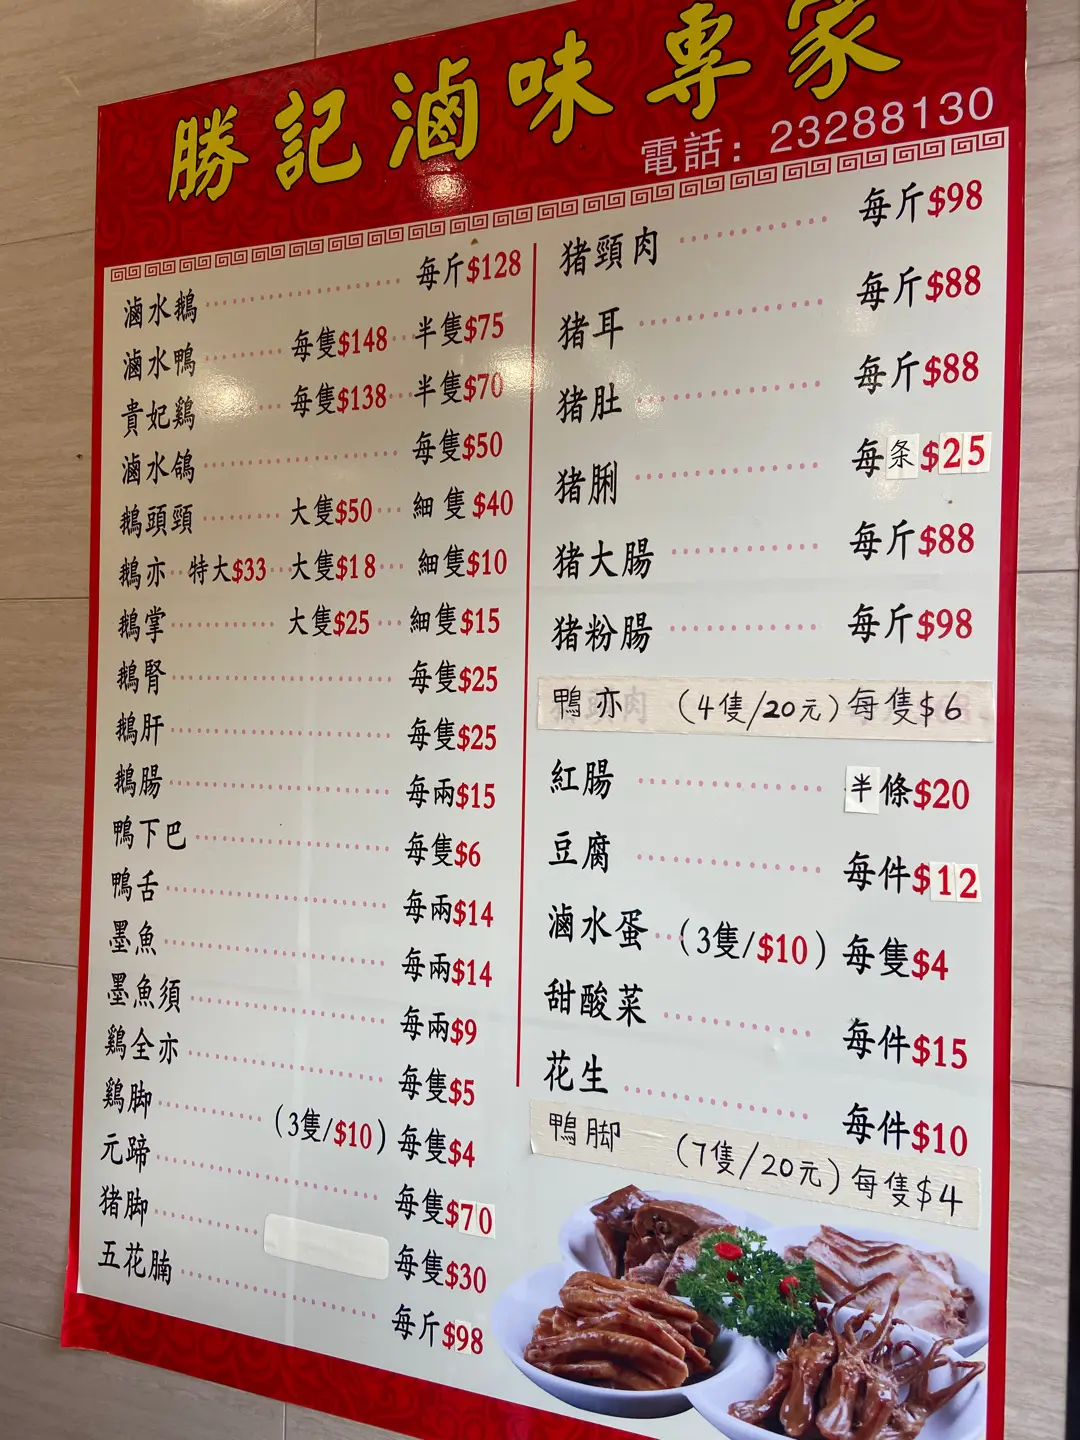 勝記滷味專家
電話：23288130
滷水鵝 每斤$128
滷水鴨 每隻$148 半隻$75
貴妃鷄 每隻$138 半隻$70
滷水鴿 每隻$50
鵝頭頸 大隻$50 細隻$40
鵝亦 特大$33 大隻$18 細隻$10
鵝掌 大隻$25 細隻$15
鵝腎 每隻$25
鵝肝 每隻$25
鵝腸 每兩$15
鴨下巴 每隻$6
鴨舌 每兩$14
墨魚 每兩$14
墨魚須 每兩$9
鷄全亦 每隻$5
鷄脚 (3隻/$10) 每隻$4
元蹄 每隻$70
猪脚 每隻$30
五花腩 每斤$98
猪頸肉 每斤$98
猪耳 每斤$88
猪肚 每斤$88
猪脷 每条$25
猪大腸 每斤$88
猪粉腸 每斤$98
鴨亦 (4隻/20元) 每隻$6
紅腸 半條$20
豆腐 每件$12
滷水蛋 (3隻/$10) 每隻$4
甜酸菜 每件$15
花生 每件$10
鴨脚 (7隻/20元) 每隻$4